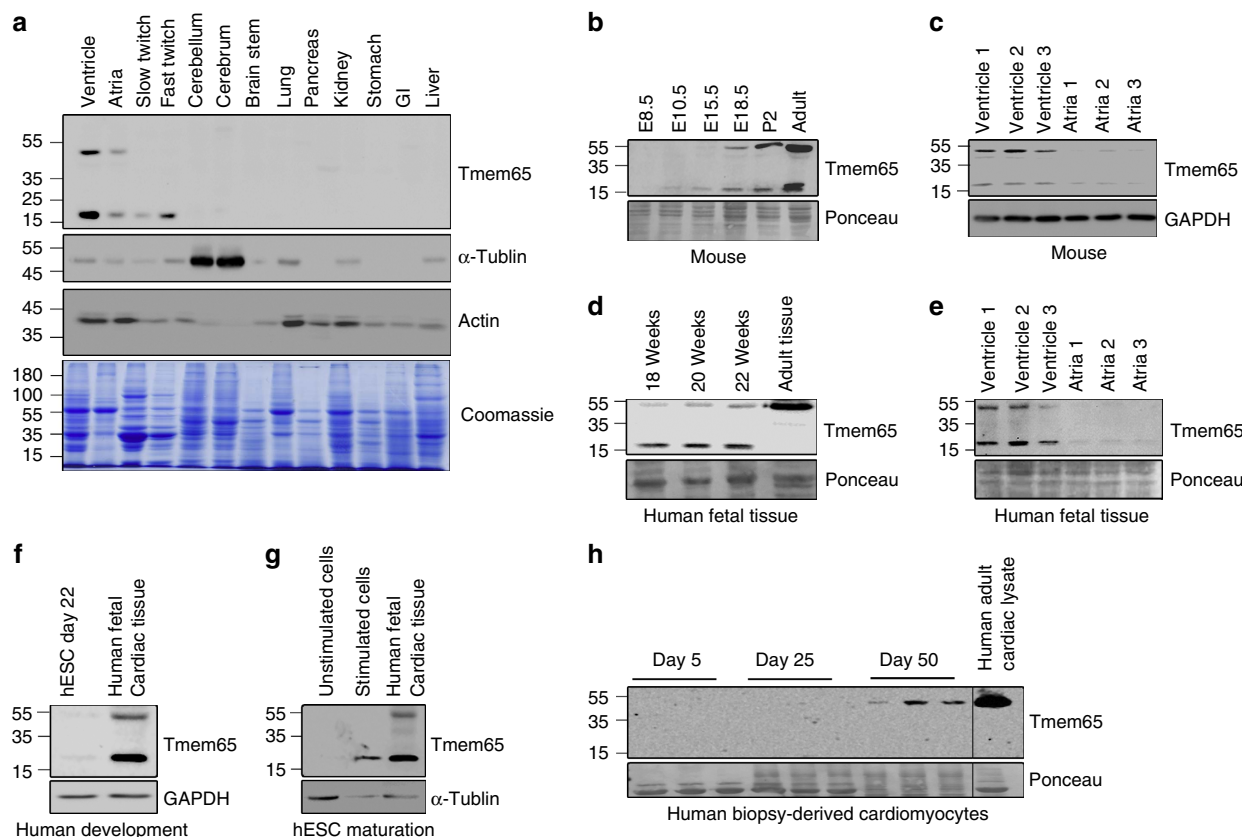 a
Ventricle
Atria
Slow twitch
Fast twitch
Cerebellum
Cerebrum
Brain stem
Lung
Pancreas
Kidney
Stomach
GI
Liver
55
35
25
15
Tmem65
55
45
α-Tublin
45
35
Actin
180
100
55
35
15
Coomassie
b
E8.5
E10.5
E15.5
E18.5
P2
Adult
55
35
15
Tmem65
Ponceau
Mouse
c
Ventricle 1
Ventricle 2
Ventricle 3
Atria 1
Atria 2
Atria 3
55
35
15
Tmem65
GAPDH
Mouse
d
18 Weeks
20 Weeks
22 Weeks
Adult tissue
55
35
15
Tmem65
Ponceau
Human fetal tissue
e
Ventricle 1
Ventricle 2
Ventricle 3
Atria 1
Atria 2
Atria 3
55
35
15
Tmem65
Ponceau
Human fetal tissue
f
hESC day 22
Human fetal
Cardiac tissue
55
35
15
Tmem65
GAPDH
Human development
g
Unstimulated cells
Stimulated cells
Human fetal
Cardiac tissue
55
35
15
Tmem65
α-Tublin
hESC maturation
h
Day 5
Day 25
Day 50
Human adult
cardiac lysate
55
35
15
Tmem65
Ponceau
Human biopsy-derived cardiomyocytes